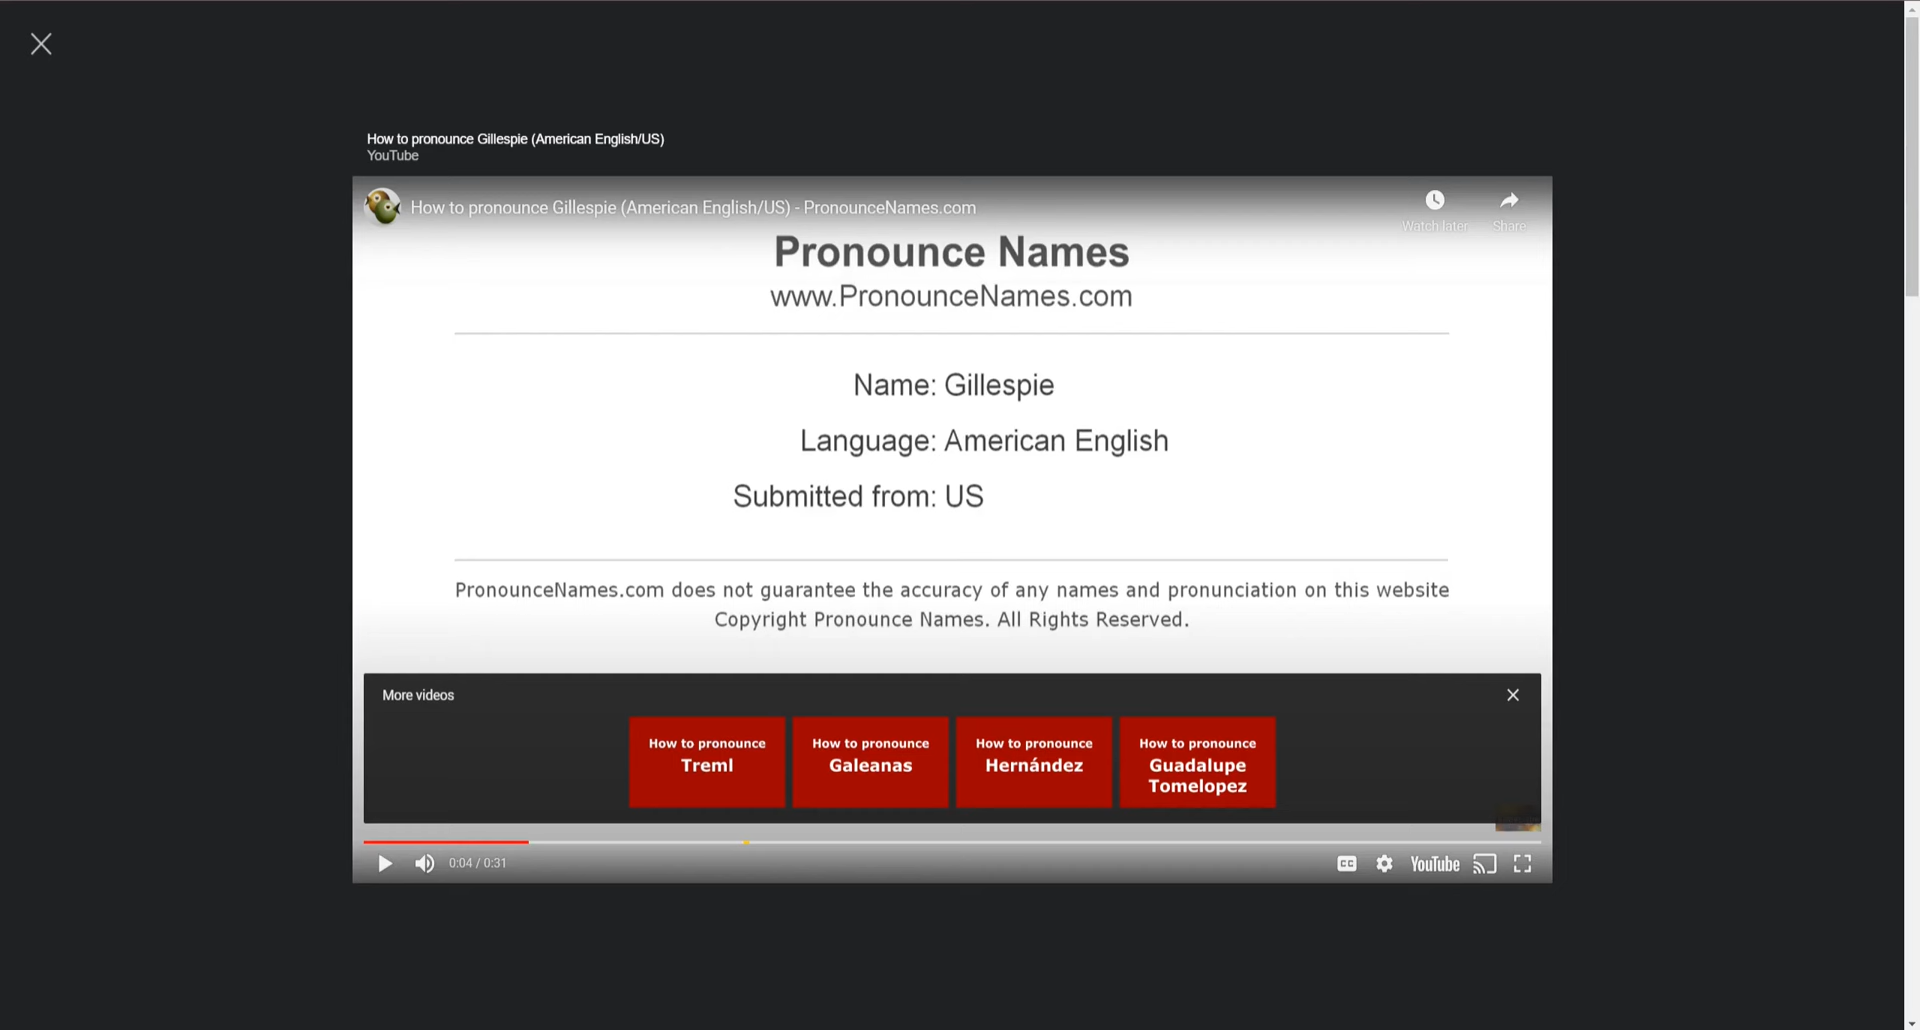 How to pronounce Gillespie (American English/US)
YouTube
How to pronounce Gillespie (American English/US) - PronounceNames.com
Watch later
Share
Pronounce Names
www.PronounceNames.com
Name: Gillespie
Language: American English
Submitted from: US
PronounceNames.com does not guarantee the accuracy of any names and pronunciation on this website
Copyright Pronounce Names. All Rights Reserved.
More videos
How to pronounce
Treml
How to pronounce
Galeanas
How to pronounce
Hernández
How to pronounce
Guadalupe
Tomelopez
0:04 / 0:31
CC
YouTube